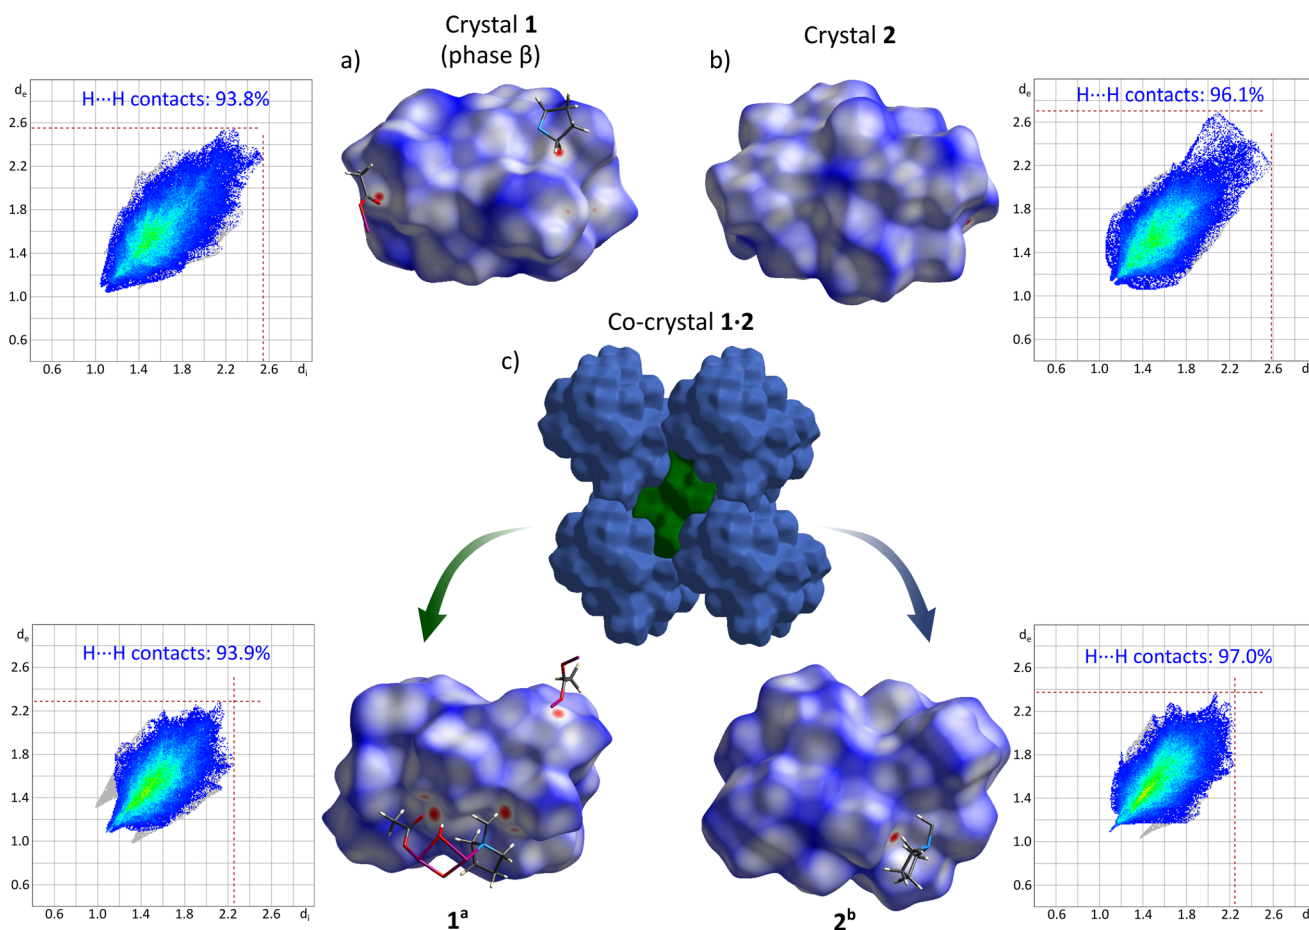 Crystal 1
(phase β)
Crystal 2
a)
b)
de
H···H contacts: 93.8%
2.6
2.2
1.8
1.4
1.0
0.6
0.6 1.0 1.4 1.8 2.2 2.6 di
de
H···H contacts: 96.1%
2.6
2.2
1.8
1.4
1.0
0.6
0.6 1.0 1.4 1.8 2.2 2.6 d
Co-crystal 1·2
c)
de
H···H contacts: 93.9%
2.6
2.2
1.8
1.4
1.0
0.6
0.6 1.0 1.4 1.8 2.2 2.6 di
de
H···H contacts: 97.0%
2.6
2.2
1.8
1.4
1.0
0.6
0.6 1.0 1.4 1.8 2.2 2.6 d
1a
2b